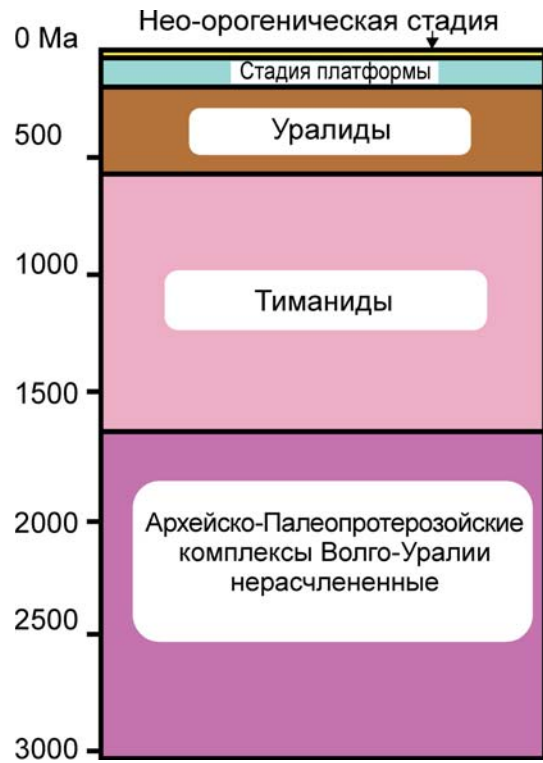 Нео-орогеническая стадия
0 Ma
Стадия платформы
Уралиды
500
1000
Тиманиды
1500
2000
Архейско-Палеопротерозойские
комплексы Волго-Уралии
нерасчлененные
2500
3000